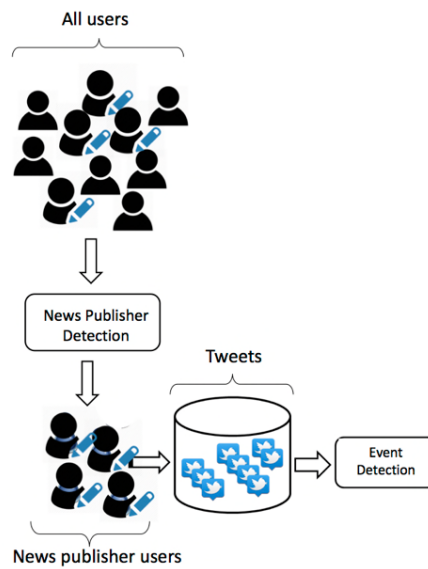 All users
News Publisher
Detection
Tweets
Event
Detection
News publisher users